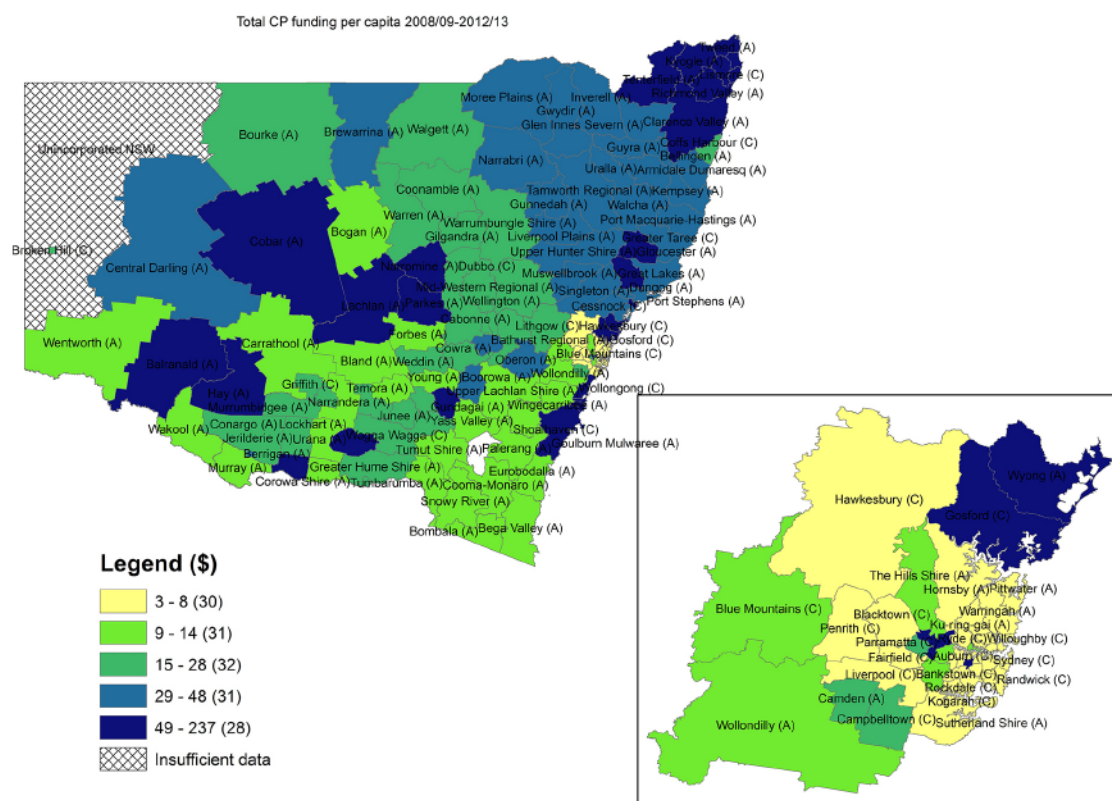 Total CP funding per capita 2008/09-2012/13
Tweed (A)
Kyogle (A)
Lismore (C)
Tenterfield (A)
Richmond Valley (A)
Moree Plains (A)
Inverell (A)
Gwydir (A)
Glen Innes Severn (A)
Clarence Valley (A)
Bourke (A)
Brewarrina (A)
Walgett (A)
Unincorporated NSW
Guyra (A)
Coffs Harbour (C)
Bellingen (A)
Narrabri (A)
Uralla (A)
Armidale Dumaresq (A)
Coonamble (A)
Tamworth Regional (A)
Kempsey (A)
Gunnedah (A)
Walcha (A)
Warren (A)
Warrumbungle Shire (A)
Port Macquarie-Hastings (A)
Bogan (A)
Cobar (A)
Gilgandra (A)
Liverpool Plains (A)
Greater Taree (C)
Broken Hill (C)
Upper Hunter Shire (A)
Gloucester (A)
Central Darling (A)
Narromine (A)
Dubbo (C)
Muswellbrook (A)
Great Lakes (A)
Mid-Western Regional (A)
Singleton (A)
Dungog (A)
Lachlan (A)
Parkes (A)
Wellington (A)
Cessnock (C)
Port Stephens (A)
Cabonne (A)
Lithgow (C)
Hawkesbury (C)
Wentworth (A)
Carrathool (A)
Forbes (A)
Bathurst Regional (A)
Gosford (C)
Balranald (A)
Bland (A)
Weddin (A)
Cowra (A)
Oberon (A)
Blue Mountains (C)
Wollondilly (A)
Griffith (C)
Temora (A)
Young (A)
Boorowa (A)
Wollongong (C)
Hay (A)
Narrandera (A)
Upper Lachlan Shire (A)
Murrumbidgee (A)
Junee (A)
Gundagai (A)
Wingecarribee (A)
Wakool (A)
Conargo (A)
Lockhart (A)
Yass Valley (A)
Shoalhaven (C)
Jerilderie (A)
Urana (A)
Wagga Wagga (C)
Goulburn Mulwaree (A)
Berrigan (A)
Tumut Shire (A)
Palerang (A)
Murray (A)
Greater Hume Shire (A)
Eurobodalla (A)
Corowa Shire (A)
Tumbarumba (A)
Cooma-Monaro (A)
Snowy River (A)
Bombala (A)
Bega Valley (A)
Legend ($)
3 - 8 (30)
9 - 14 (31)
15 - 28 (32)
29 - 48 (31)
49 - 237 (28)
Insufficient data
Wyong (A)
Hawkesbury (C)
Gosford (C)
The Hills Shire (A)
Hornsby (A)
Pittwater (A)
Blue Mountains (C)
Blacktown (C)
Warringah (A)
Penrith (C)
Ku-ring-gai (A)
Parramatta (C)
Ryde (C)
Willoughby (C)
Fairfield (C)
Auburn (C)
Sydney (C)
Liverpool (C)
Bankstown (C)
Randwick (C)
Rockdale (C)
Camden (A)
Kogarah (C)
Wollondilly (A)
Campbelltown (C)
Sutherland Shire (A)